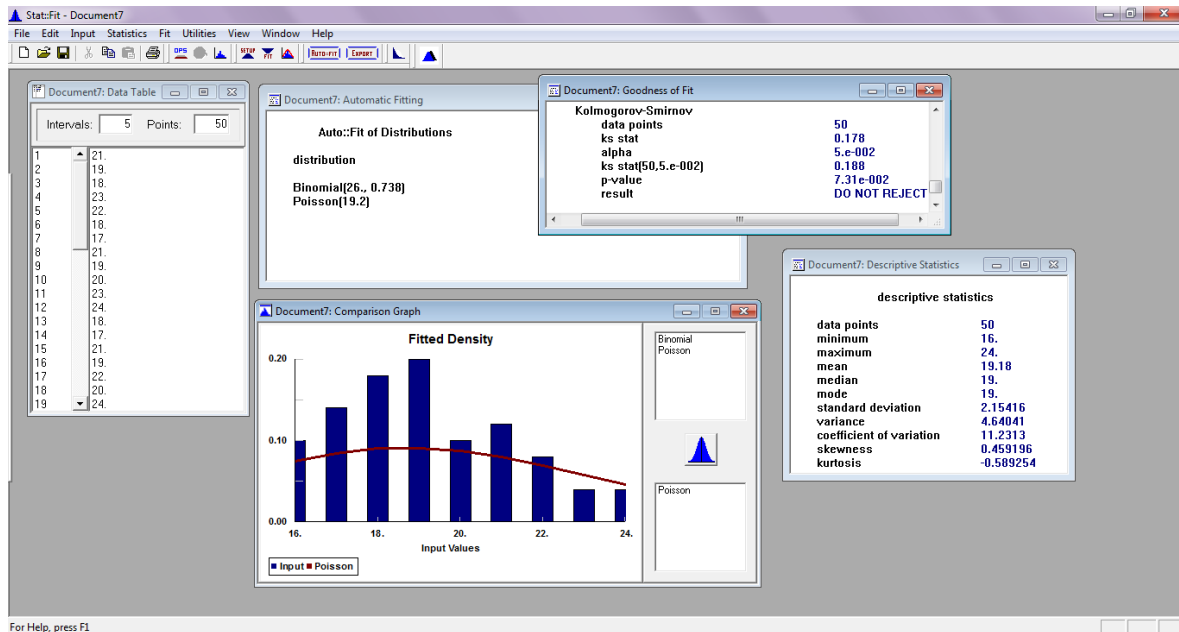 Stat::Fit - Document7
File Edit Input Statistics Fit Utilities View Window Help
DPS SETUP FIT AUTO-FIT EXPORT
Document7: Data Table
Intervals: 5 Points: 50
1 21.
2 19.
3 18.
4 23.
5 22.
6 18.
7 17.
8 21.
9 19.
10 20.
11 23.
12 24.
13 18.
14 17.
15 21.
16 19.
17 22.
18 20.
19 24.
Document7: Automatic Fitting
Auto::Fit of Distributions
distribution
Binomial(26., 0.738)
Poisson(19.2)
Document7: Goodness of Fit
Kolmogorov-Smirnov
data points 50
ks stat 0.178
alpha 5.e-002
ks stat(50,5.e-002) 0.188
p-value 7.31e-002
result DO NOT REJECT
Document7: Comparison Graph
Fitted Density
0.20
0.10
0.00
16. 18. 20. 22. 24.
Input Values
Input Poisson
Binomial
Poisson
Poisson
Document7: Descriptive Statistics
descriptive statistics
data points 50
minimum 16.
maximum 24.
mean 19.18
median 19.
mode 19.
standard deviation 2.15416
variance 4.64041
coefficient of variation 11.2313
skewness 0.459196
kurtosis -0.589254
For Help, press F1